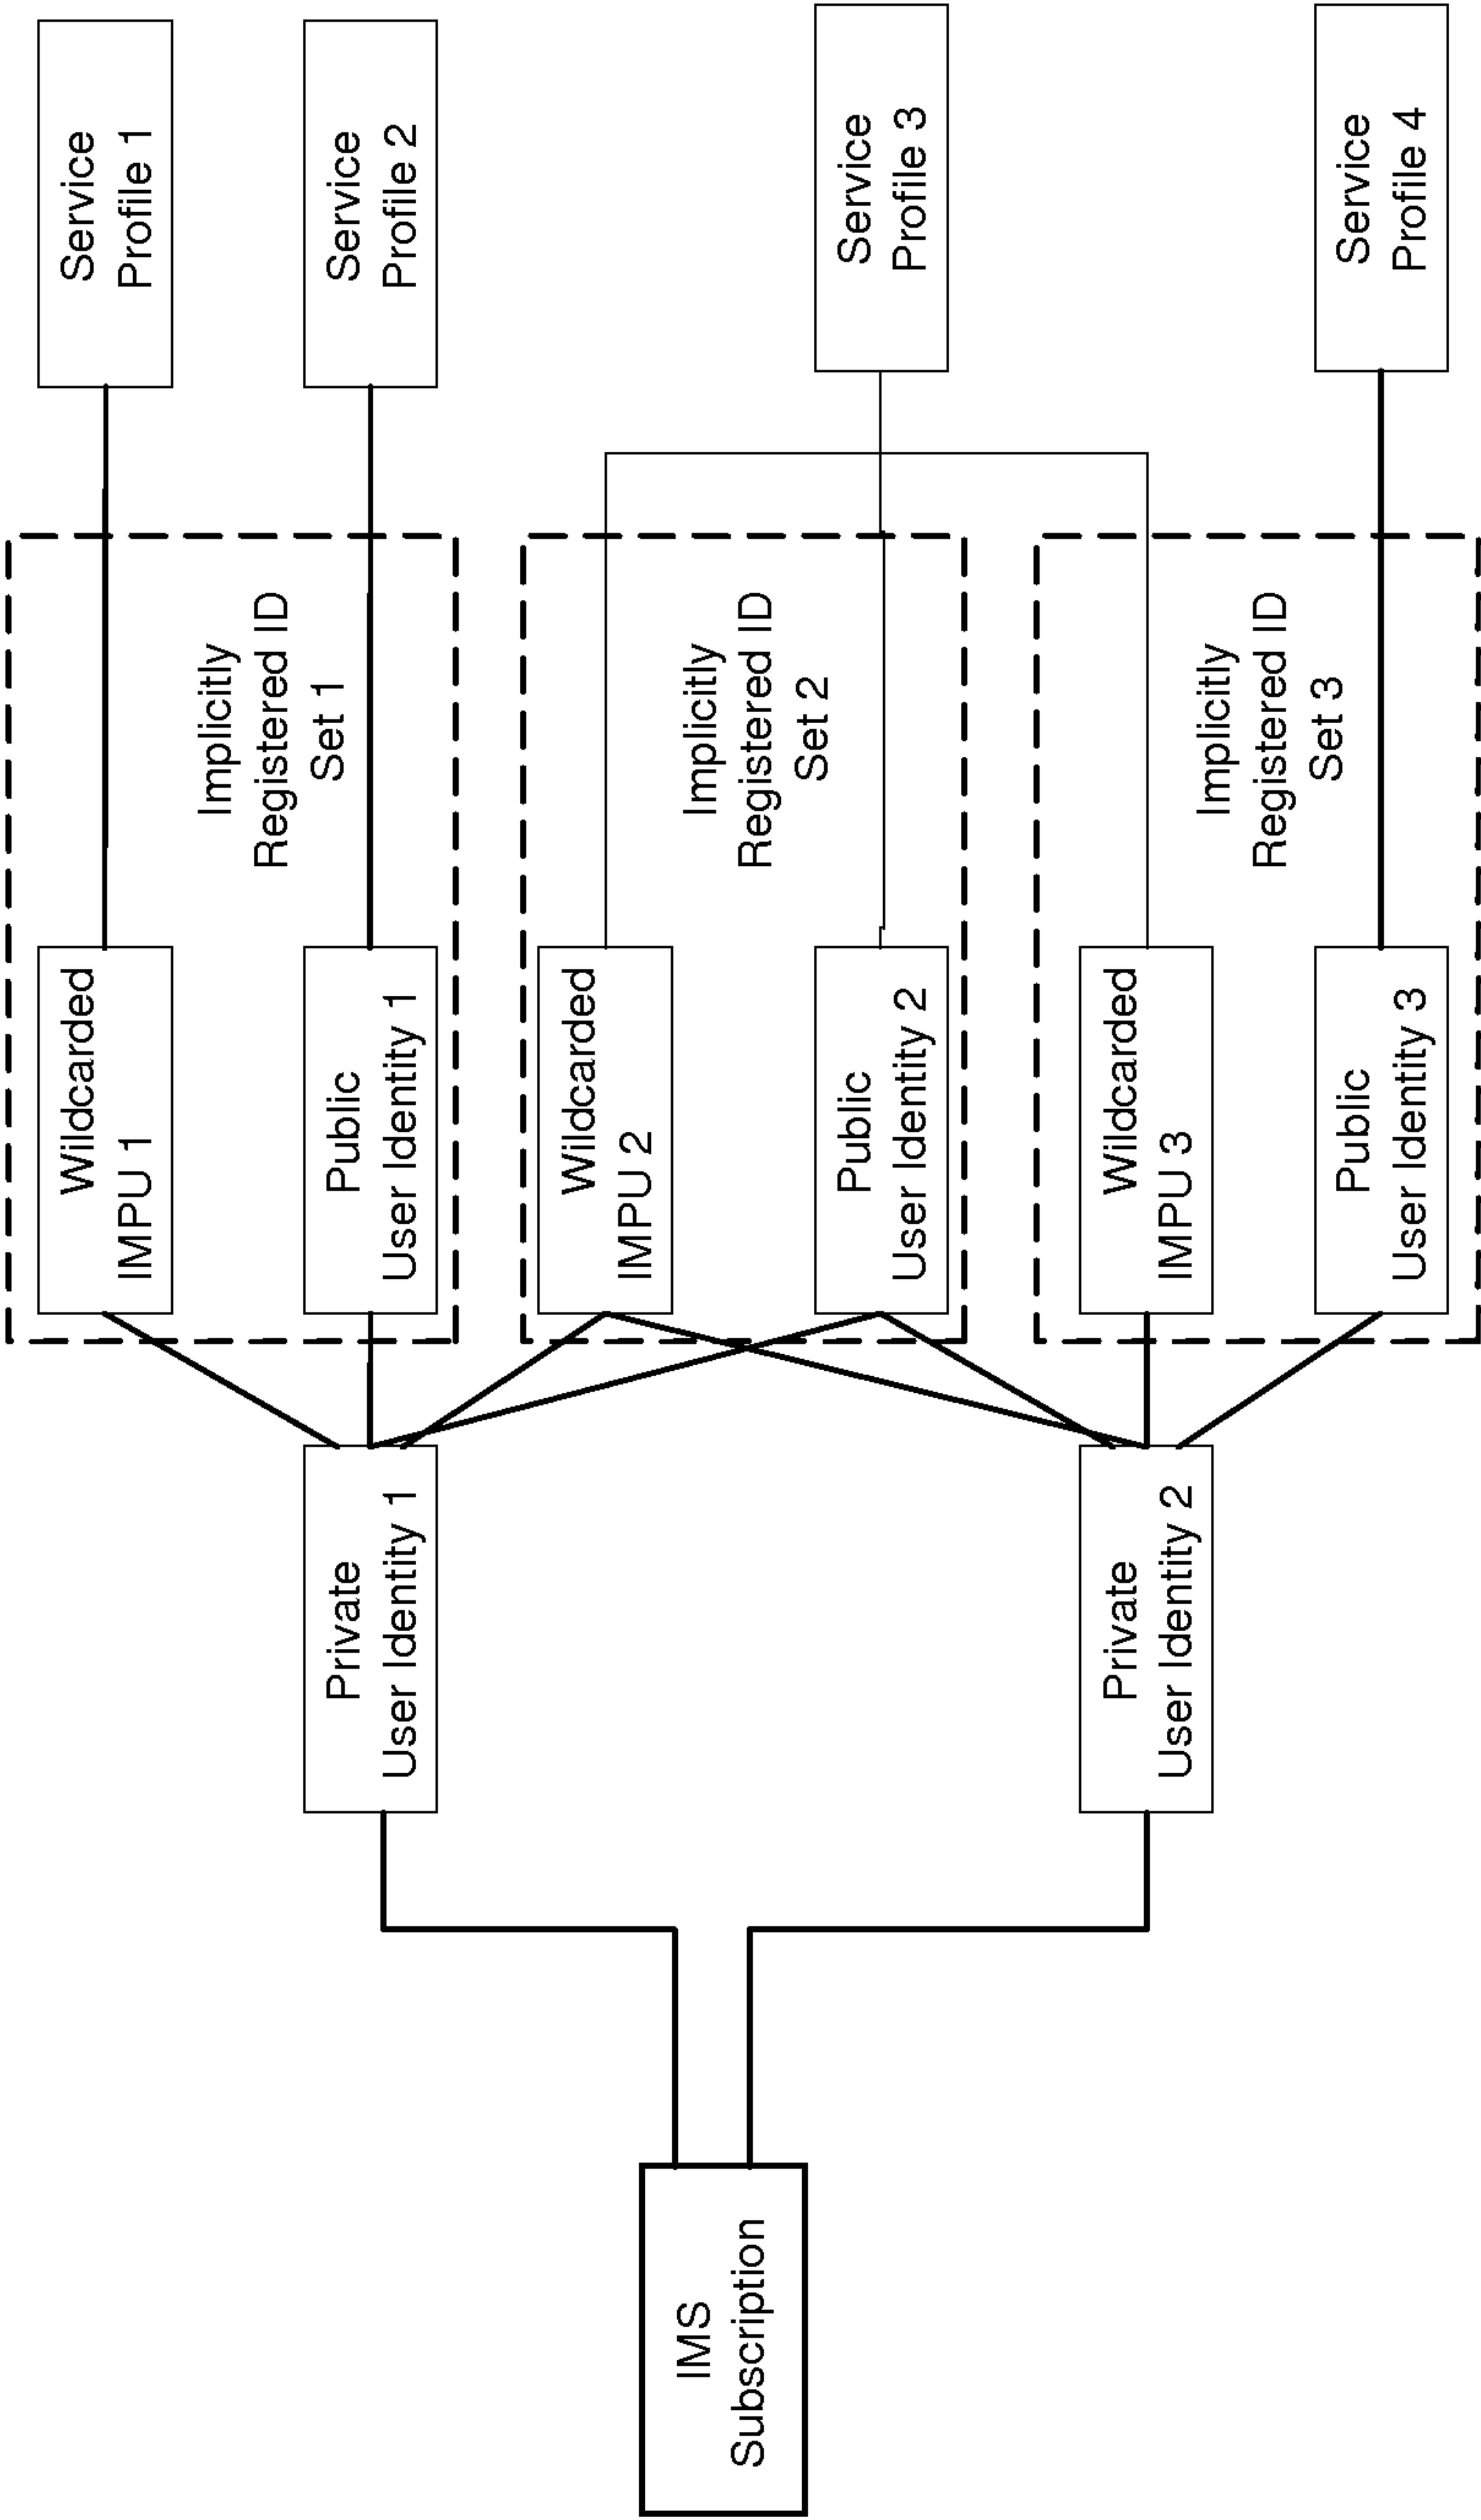 IMS
Subscription
Private
User Identity 1
Private
User Identity 2
Wildcarded
IMPU 1
Public
User Identity 1
Implicitly
Registered ID
Set 1
Wildcarded
IMPU 2
Public
User Identity 2
Implicitly
Registered ID
Set 2
Wildcarded
IMPU 3
Public
User Identity 3
Implicitly
Registered ID
Set 3
Service
Profile 1
Service
Profile 2
Service
Profile 3
Service
Profile 4